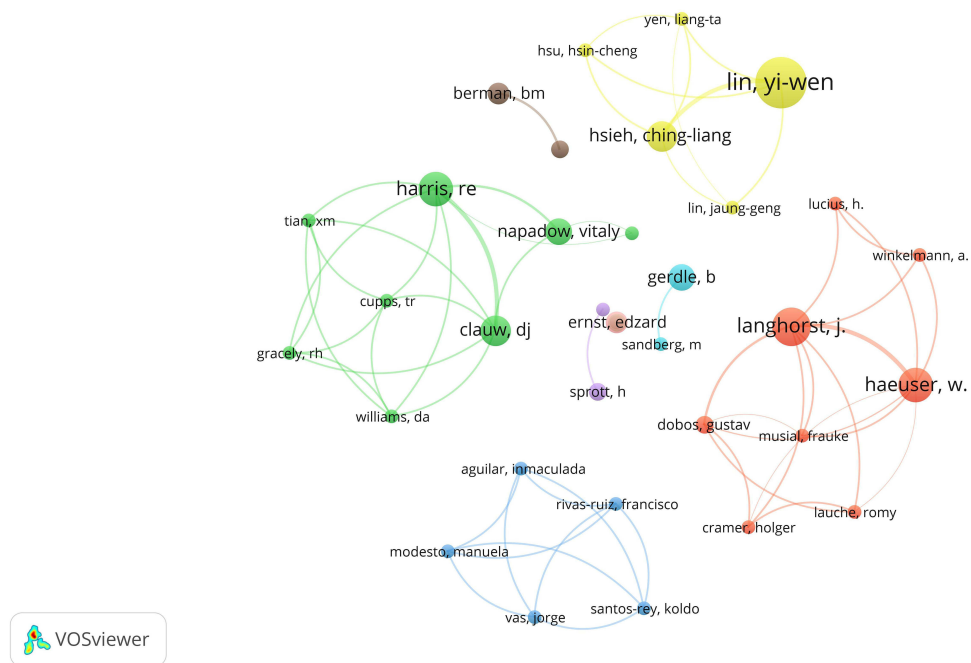 yen, liang-ta
hsu, hsin-cheng
lin, yi-wen
berman, bm
hsieh, ching-liang
harris, re
lucius, h.
lin, jaung-geng
tian, xm
napadow, vitaly
winkelmann, a.
gerdle, b
cupps, tr
ernst, edzard
langhorst, j.
clauw, dj
sandberg, m
gracely, rh
haeuser, w.
sprott, h
williams, da
dobos, gustav
musial, frauke
aguilar, inmaculada
rivas-ruiz, francisco
lauche, romy
cramer, holger
modesto, manuela
santos-rey, koldo
vas, jorge
VOSviewer